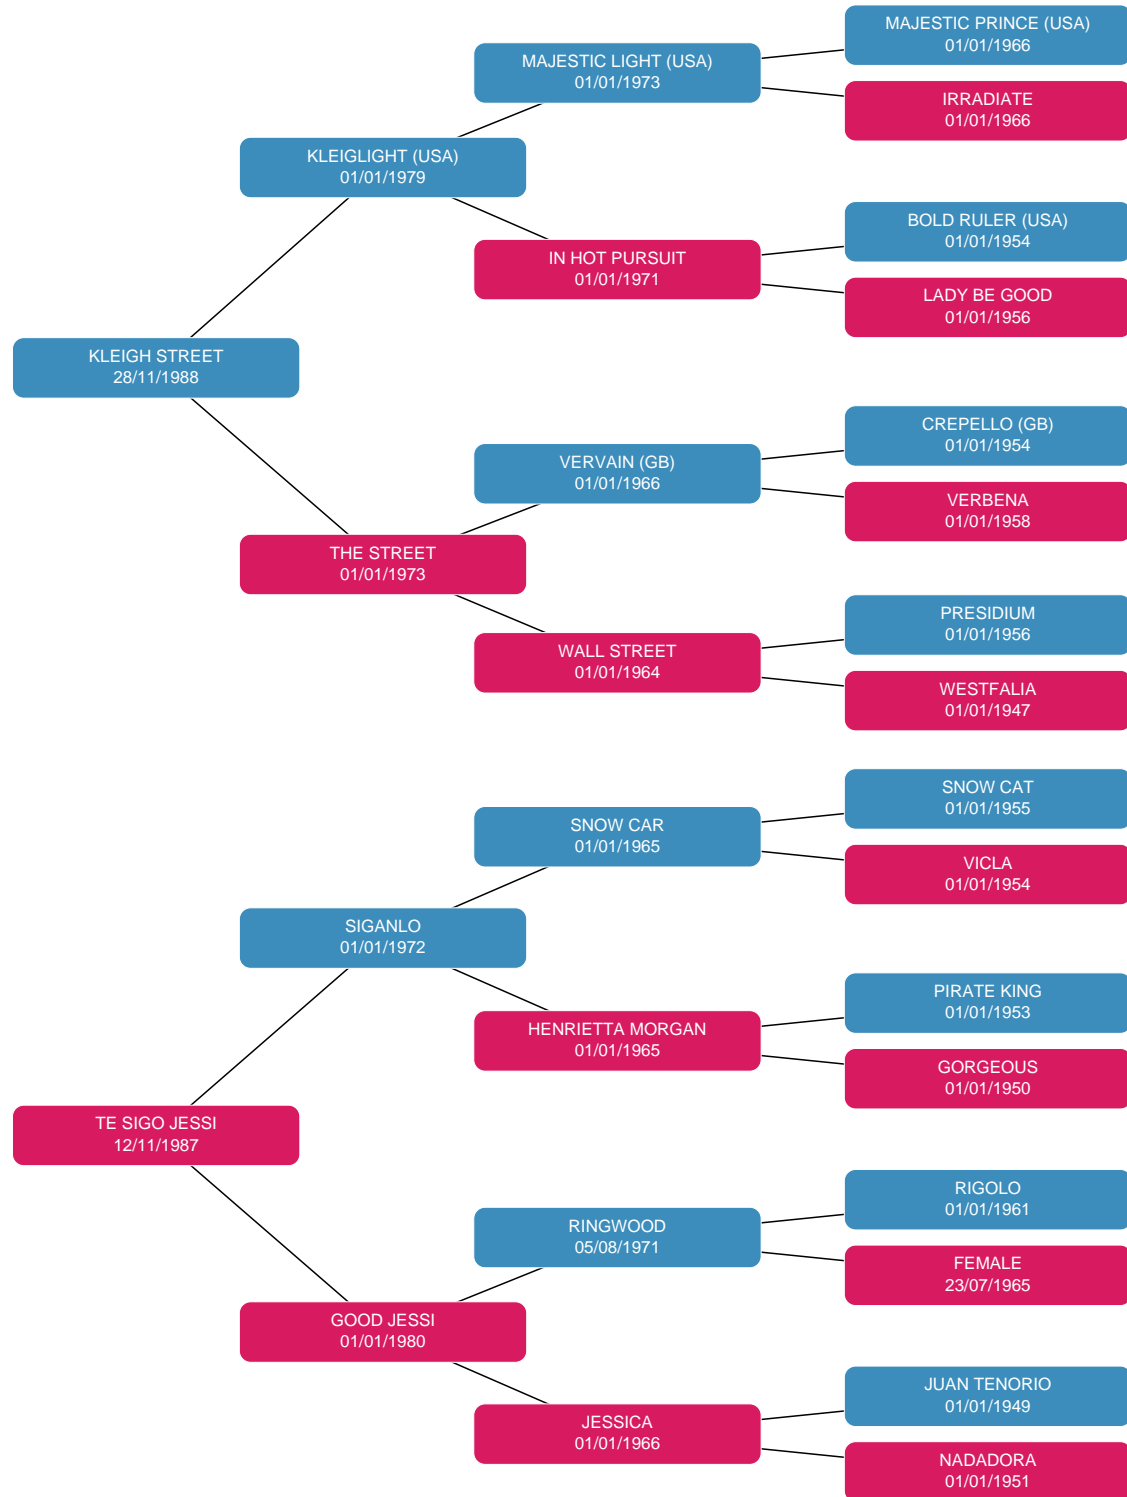 MAJESTIC PRINCE (USA)
01/01/1966
MAJESTIC LIGHT (USA)
01/01/1973
IRRADIATE
01/01/1966
KLEIGLIGHT (USA)
01/01/1979
BOLD RULER (USA)
01/01/1954
IN HOT PURSUIT
01/01/1971
LADY BE GOOD
01/01/1956
KLEIGH STREET
28/11/1988
CREPELLO (GB)
01/01/1954
VERVAIN (GB)
01/01/1966
VERBENA
01/01/1958
THE STREET
01/01/1973
PRESIDIUM
01/01/1956
WALL STREET
01/01/1964
WESTFALIA
01/01/1947
SNOW CAT
01/01/1955
SNOW CAR
01/01/1965
VICLA
01/01/1954
SIGANLO
01/01/1972
PIRATE KING
01/01/1953
HENRIETTA MORGAN
01/01/1965
GORGEOUS
01/01/1950
TE SIGO JESSI
12/11/1987
RIGOLO
01/01/1961
RINGWOOD
05/08/1971
FEMALE
23/07/1965
GOOD JESSI
01/01/1980
JUAN TENORIO
01/01/1949
JESSICA
01/01/1966
NADADORA
01/01/1951